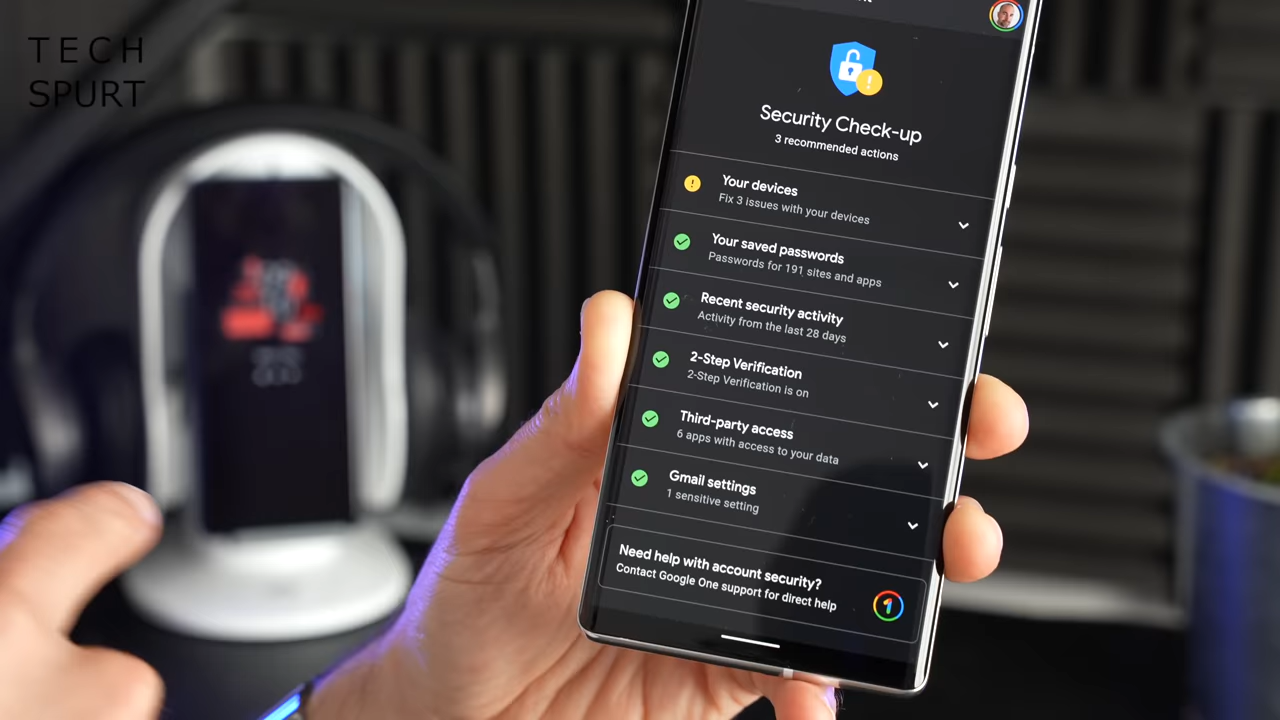 TECH
SPURT
Security Check-up
3 recommended actions
Your devices
Fix 3 issues with your devices
Your saved passwords
Passwords for 191 sites and apps
Recent security activity
Activity from the last 28 days
2-Step Verification
2-Step Verification is on
Third-party access
6 apps with access to your data
Gmail settings
1 sensitive setting
Need help with account security?
Contact Google One support for direct help
1